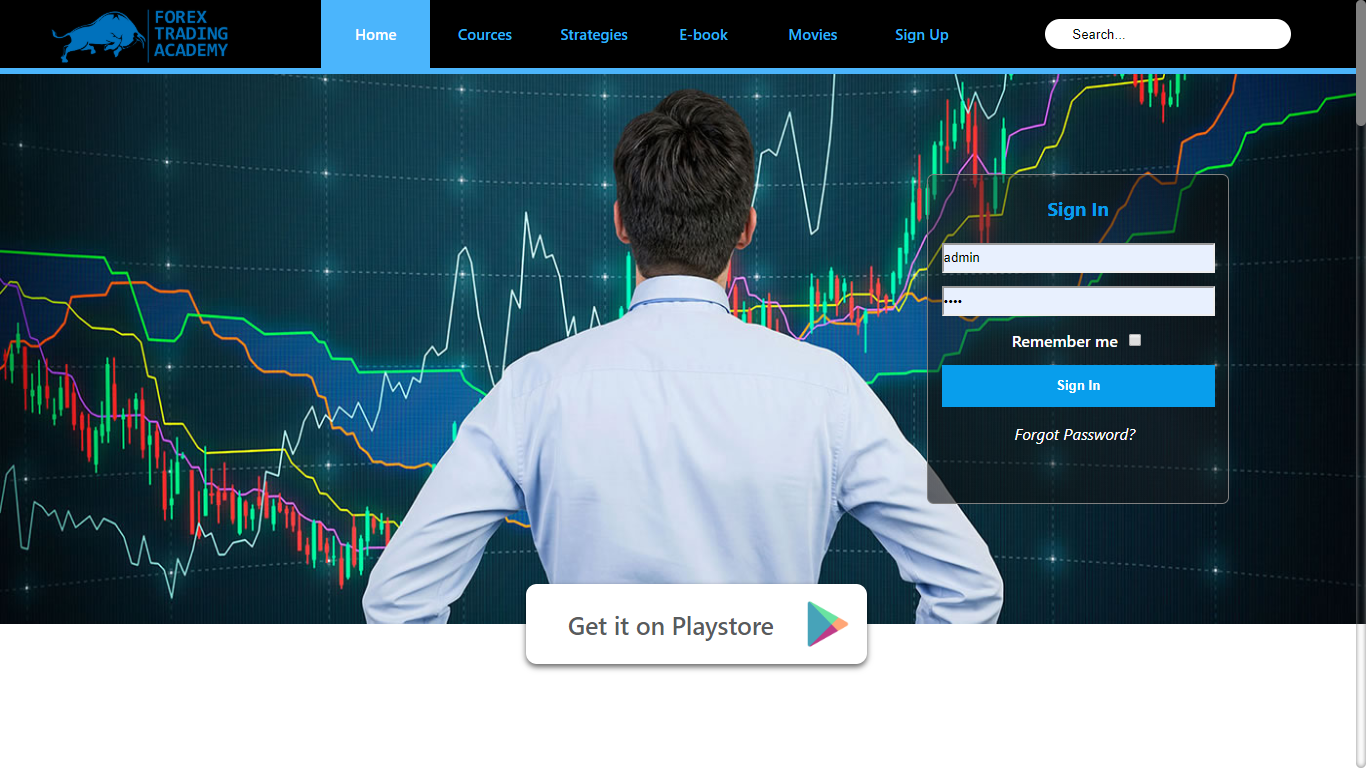 FOREX
TRADING
ACADEMY
Home
Cources
Strategies
E-book
Movies
Sign Up
Search...
Sign In
admin
••••
Remember me
Sign In
Forgot Password?
Get it on Playstore